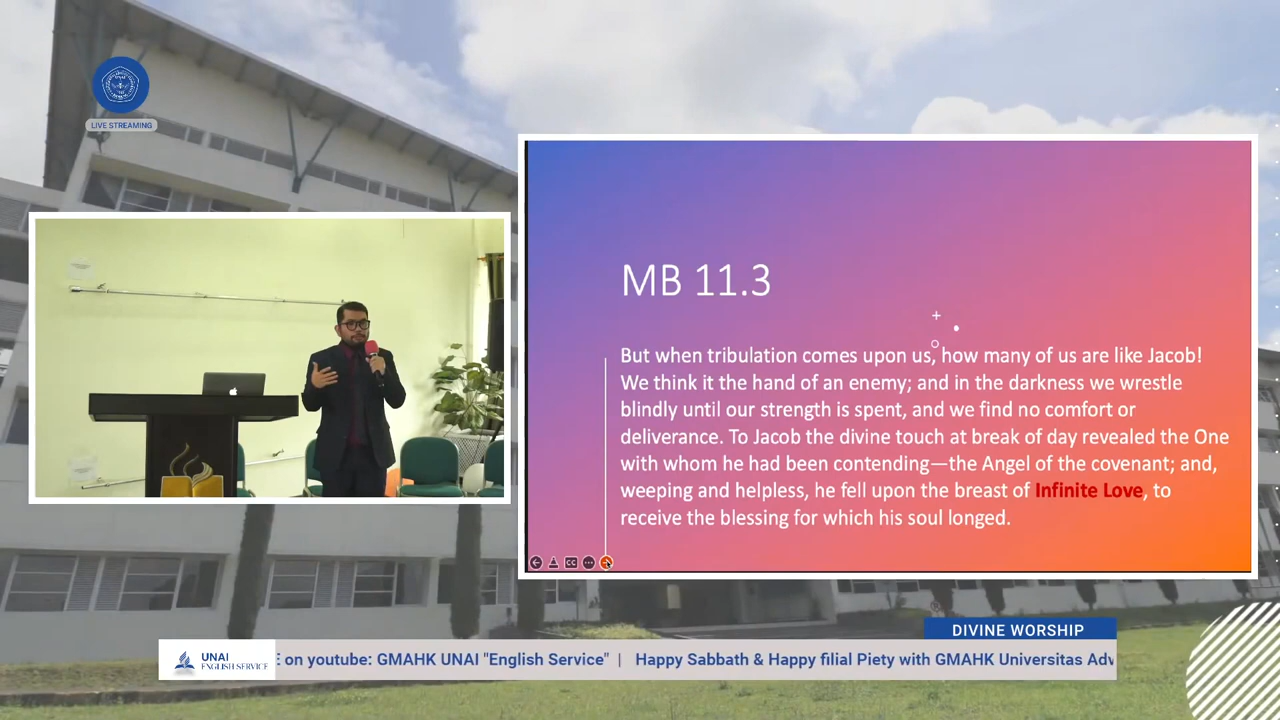 LIVE STREAMING
MB 11.3
But when tribulation comes upon us, how many of us are like Jacob!
We think it the hand of an enemy; and in the darkness we wrestle
blindly until our strength is spent, and we find no comfort or
deliverance. To Jacob the divine touch at break of day revealed the One
with whom he had been contending—the Angel of the covenant; and,
weeping and helpless, he fell upon the breast of Infinite Love, to
receive the blessing for which his soul longed.
CC
DIVINE WORSHIP
UNAI
ENGLISH SERVICE
on youtube: GMAHK UNAI "English Service" | Happy Sabbath & Happy filial Piety with GMAHK Universitas Adv